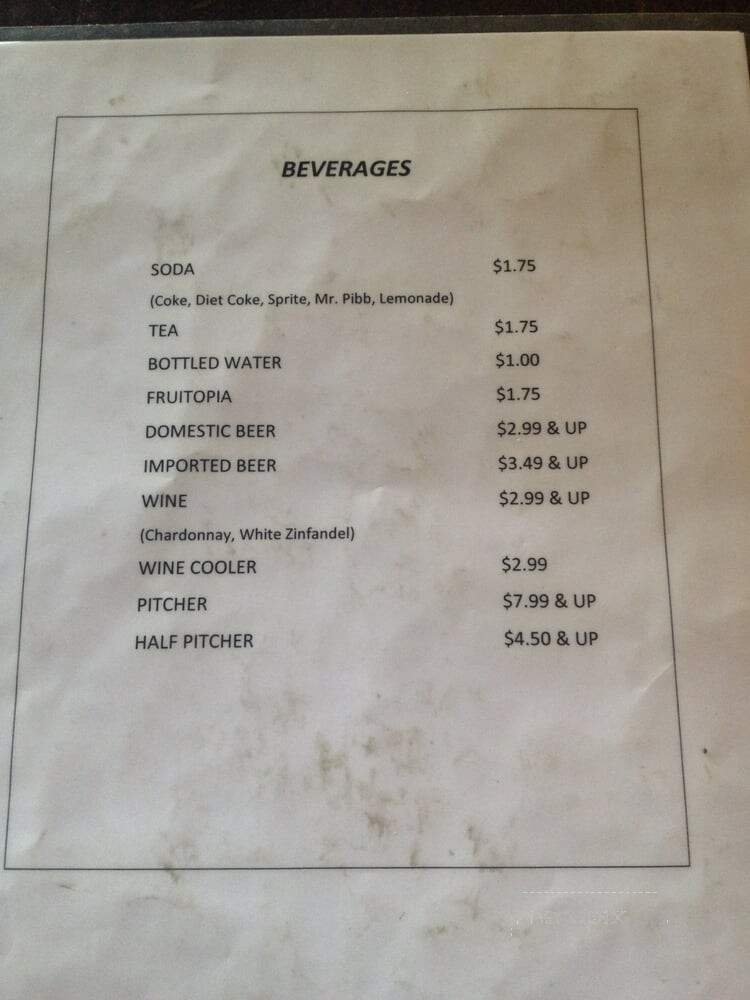 BEVERAGES
SODA $1.75
(Coke, Diet Coke, Sprite, Mr. Pibb, Lemonade)
TEA $1.75
BOTTLED WATER $1.00
FRUITOPIA $1.75
DOMESTIC BEER $2.99 & UP
IMPORTED BEER $3.49 & UP
WINE $2.99 & UP
(Chardonnay, White Zinfandel)
WINE COOLER $2.99
PITCHER $7.99 & UP
HALF PITCHER $4.50 & UP